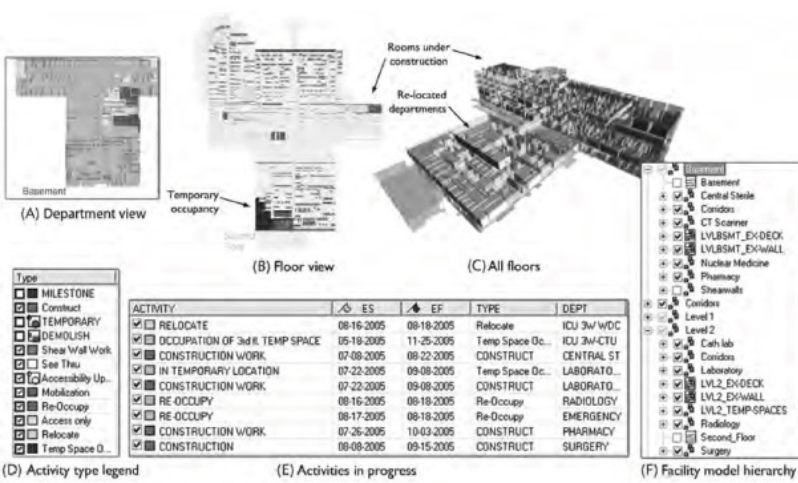 Rooms under
construction
Re-located
departments
Temporary
occupancy
Basement
(A) Department view
(B) Floor view
(C) All floors
Type
MILESTONE
Construct
TEMPORARY
DEMOLISH
Shear Wall Work
See Thru
Accessibility Up...
Mobilization
Re-Occupy
Access only
Relocate
Temp Space O...
(D) Activity type legend
ACTIVITY ES EF TYPE DEPT
RELOCATE 08-16-2005 08-18-2005 Relocate ICU 3W WDC
OCCUPATION OF 3rd fl. TEMP SPACE 05-18-2005 11-25-2005 Temp Space Oc... ICU 3W-CTU
CONSTRUCTION WORK 07-08-2005 08-22-2005 CONSTRUCT CENTRAL ST
IN TEMPORARY LOCATION 07-22-2005 09-08-2005 Temp Space Oc... LABORATO...
CONSTRUCTION WORK 07-22-2005 09-08-2005 CONSTRUCT LABORATO...
RE-OCCUPY 08-16-2005 08-18-2005 Re-Occupy RADIOLOGY
RE-OCCUPY 08-17-2005 08-18-2005 Re-Occupy EMERGENCY
CONSTRUCTION WORK 07-26-2005 10-03-2005 CONSTRUCT PHARMACY
CONSTRUCTION 08-08-2005 09-15-2005 CONSTRUCT SURGERY
(E) Activities in progress
Basement
Basement
Central Sterile
Corridors
CT Scanner
LVLBSMT_EX-DECK
LVLBSMT_EX-WALL
Nuclear Medicine
Pharmacy
Shearwalls
Corridors
Level 1
Level 2
Cath lab
Corridors
Laboratory
LVL2_EX-DECK
LVL2_EX-WALL
LVL2_TEMP-SPACES
Radiology
Second_Floor
Surgery
(F) Facility model hierarchy